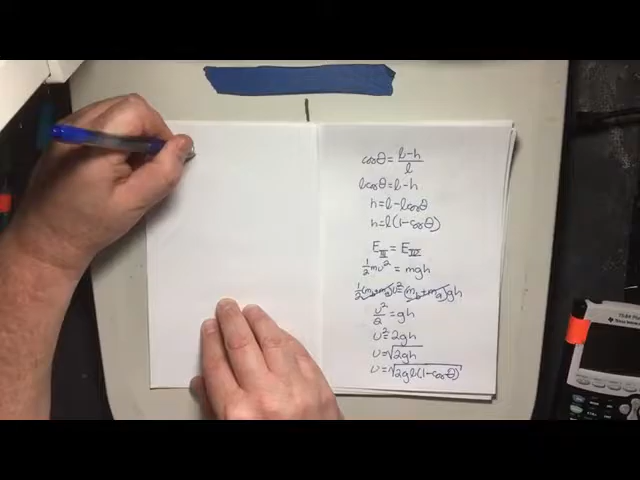 cosθ = l-h/l
lcosθ = l-h
h = l-lcosθ
h = l(1-cosθ)
E_III = E_IV
1/2mv² = mgh
1/2(m_b+m_a)v² = (m_b+m_a)gh
v²/2 = gh
v² = 2gh
v = √2gh
v = √2gl(1-cosθ)